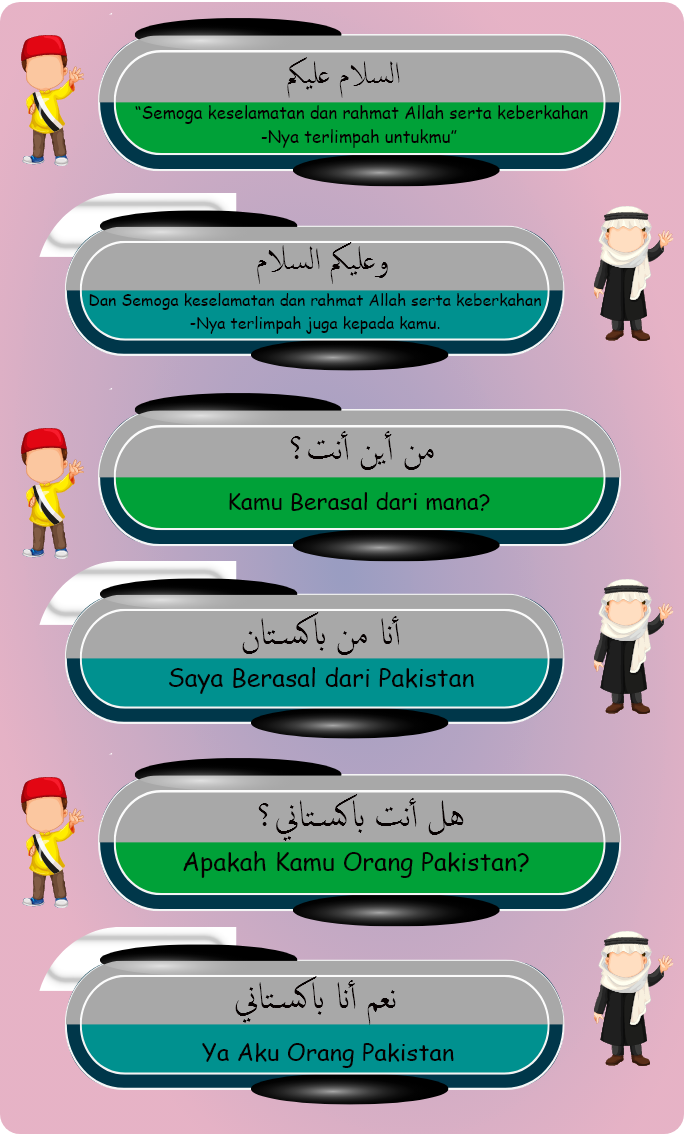 السلام عليكم
“Semoga keselamatan dan rahmat Allah serta keberkahan
-Nya terlimpah untukmu”
وعليكم السلام
Dan Semoga keselamatan dan rahmat Allah serta keberkahan
-Nya terlimpah juga kepada kamu.
من أين أنت؟
Kamu Berasal dari mana?
أنا من باكستان
Saya Berasal dari Pakistan
هل أنت باكستاني؟
Apakah Kamu Orang Pakistan?
نعم أنا باكستاني
Ya Aku Orang Pakistan